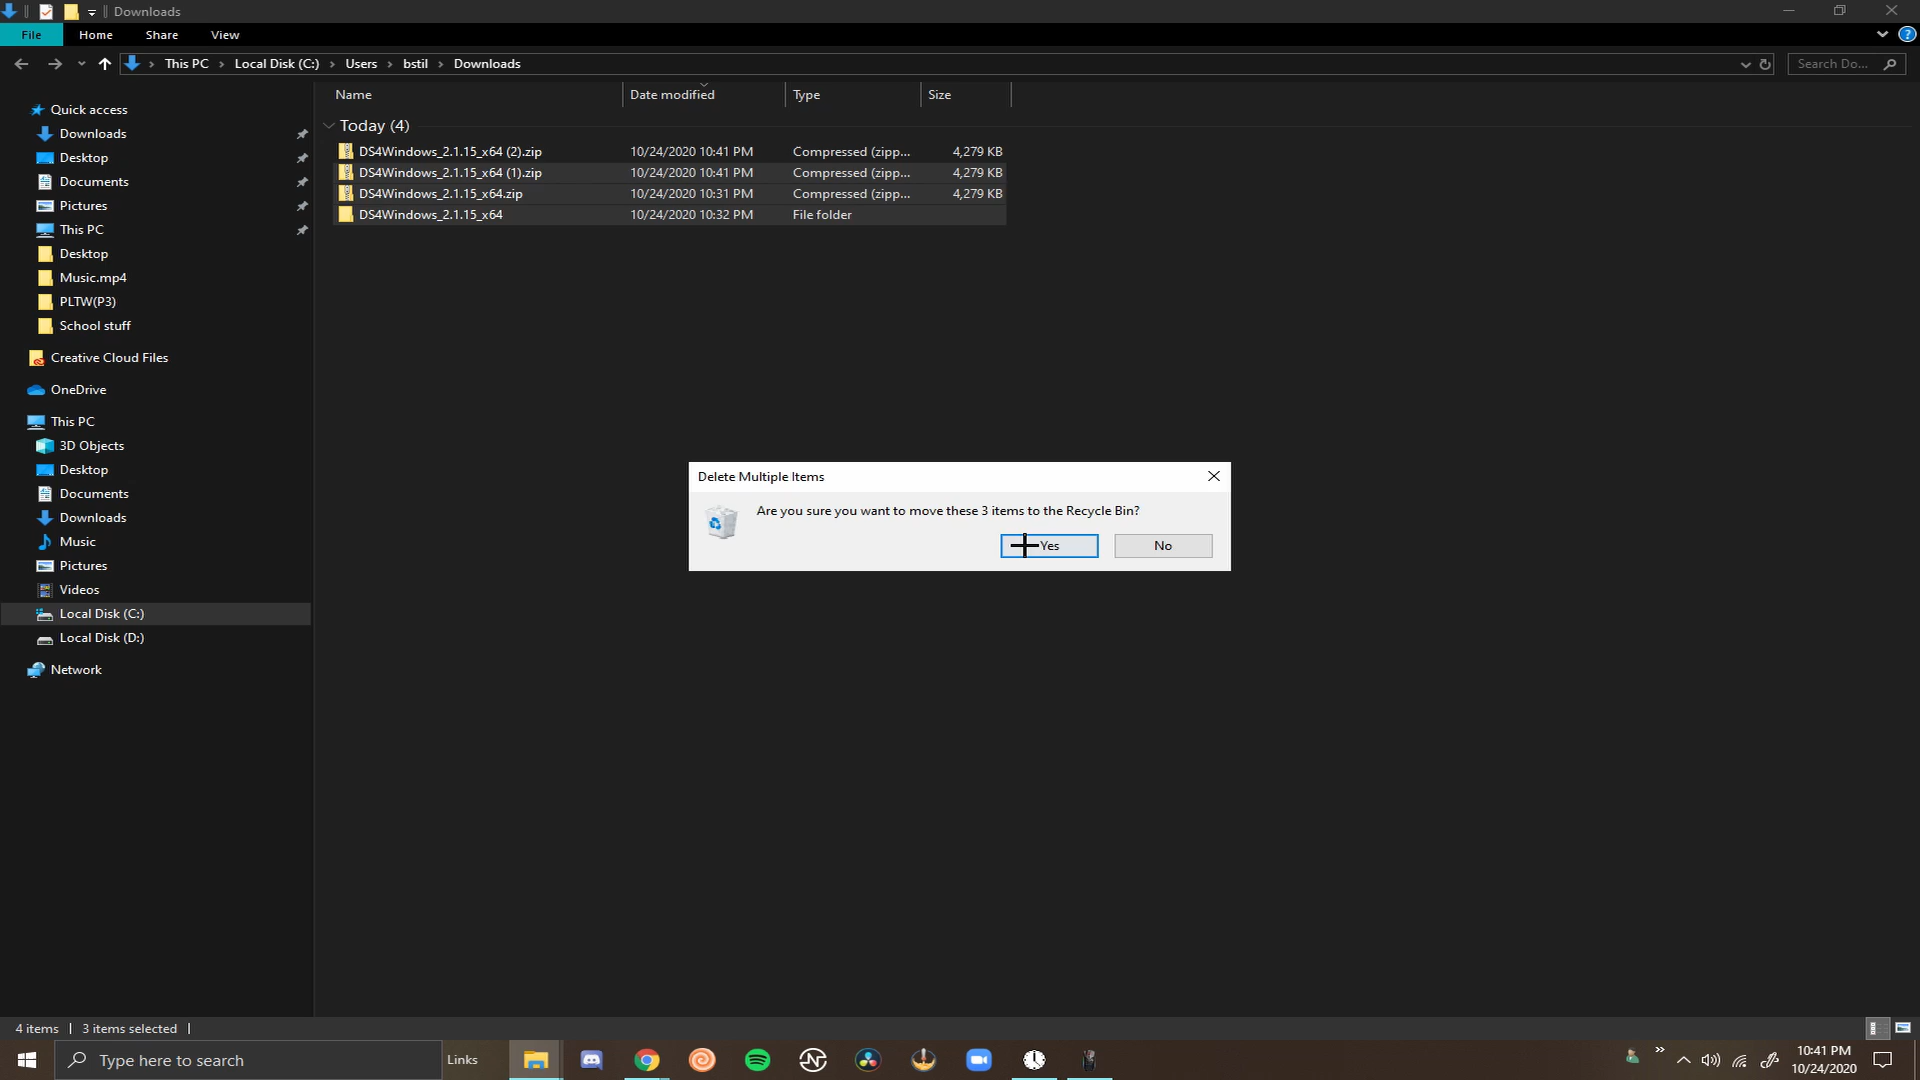 Downloads
File Home Share View
This PC Local Disk (C:) Users bstil Downloads
Search Do...
Name Date modified Type Size
Today (4)
DS4Windows_2.1.15_x64 (2).zip 10/24/2020 10:41 PM Compressed (zipp... 4,279 KB
DS4Windows_2.1.15_x64 (1).zip 10/24/2020 10:41 PM Compressed (zipp... 4,279 KB
DS4Windows_2.1.15_x64.zip 10/24/2020 10:31 PM Compressed (zipp... 4,279 KB
DS4Windows_2.1.15_x64 10/24/2020 10:32 PM File folder
Quick access
Downloads
Desktop
Documents
Pictures
This PC
Desktop
Music.mp4
PLTW(P3)
School stuff
Creative Cloud Files
OneDrive
This PC
3D Objects
Desktop
Documents
Downloads
Music
Pictures
Videos
Local Disk (C:)
Local Disk (D:)
Network
Delete Multiple Items
Are you sure you want to move these 3 items to the Recycle Bin?
Yes No
4 items 3 items selected
Type here to search
Links
10:41 PM
10/24/2020